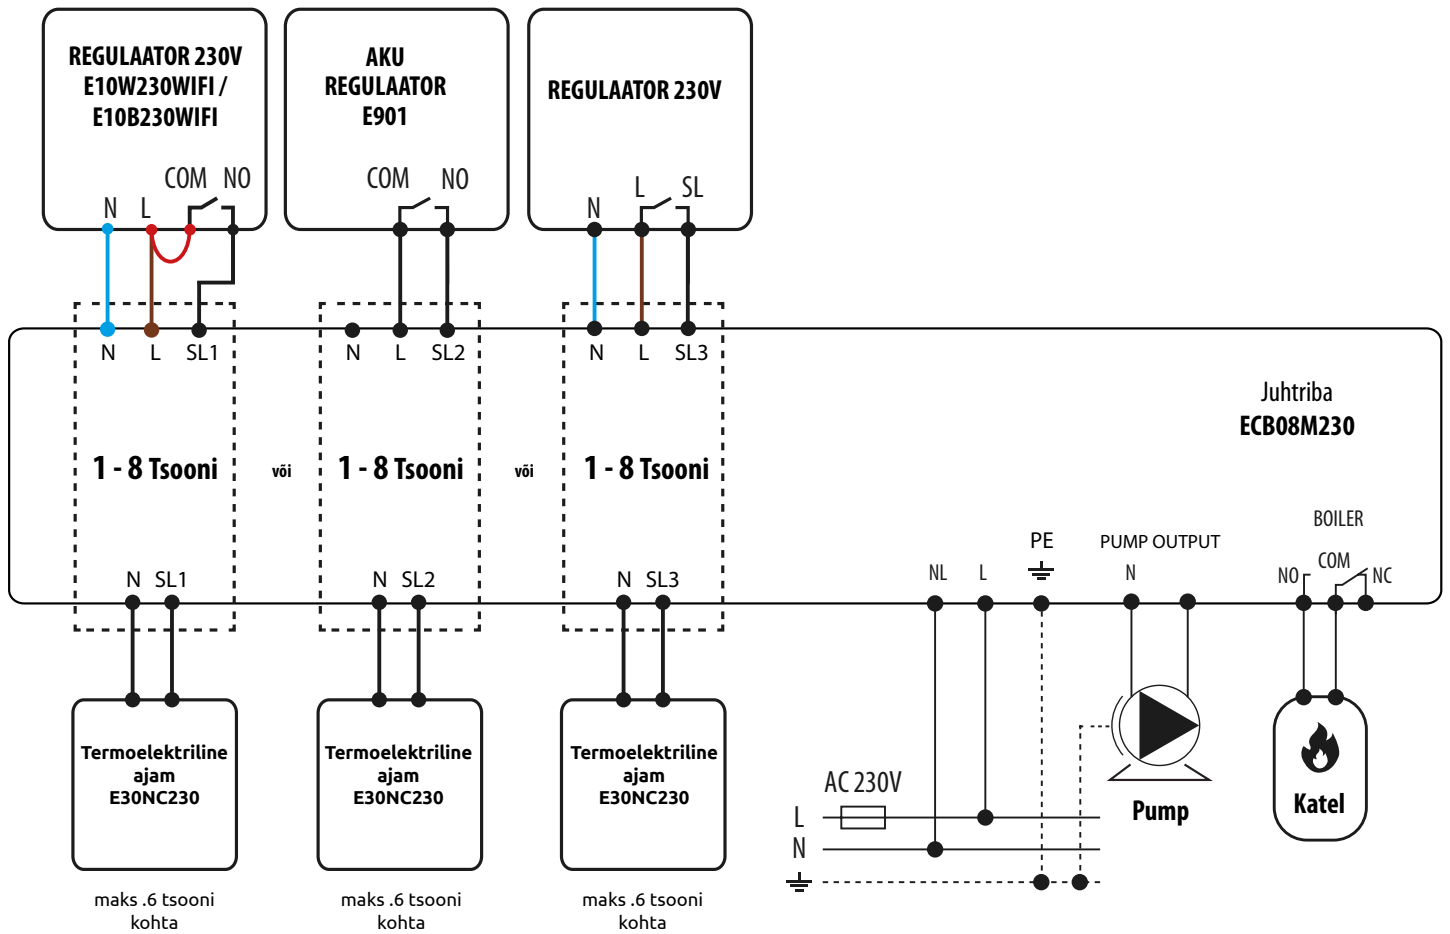 REGULAATOR 230V
E10W230WIFI /
E10B230WIFI
COM NO
N L
AKU
REGULAATOR
E901
COM NO
REGULAATOR 230V
L SL
N
N L SL1
N L SL2
N L SL3
1 - 8 Tsooni
või
1 - 8 Tsooni
või
1 - 8 Tsooni
Juhtriba
ECB08M230
N SL1
N SL2
N SL3
NL
L
PE
PUMP OUTPUT
N
BOILER
NO
COM
NC
Termoelektriline
ajam
E30NC230
Termoelektriline
ajam
E30NC230
Termoelektriline
ajam
E30NC230
maks .6 tsooni
kohta
maks .6 tsooni
kohta
maks .6 tsooni
kohta
AC 230V
L
N
Pump
Katel